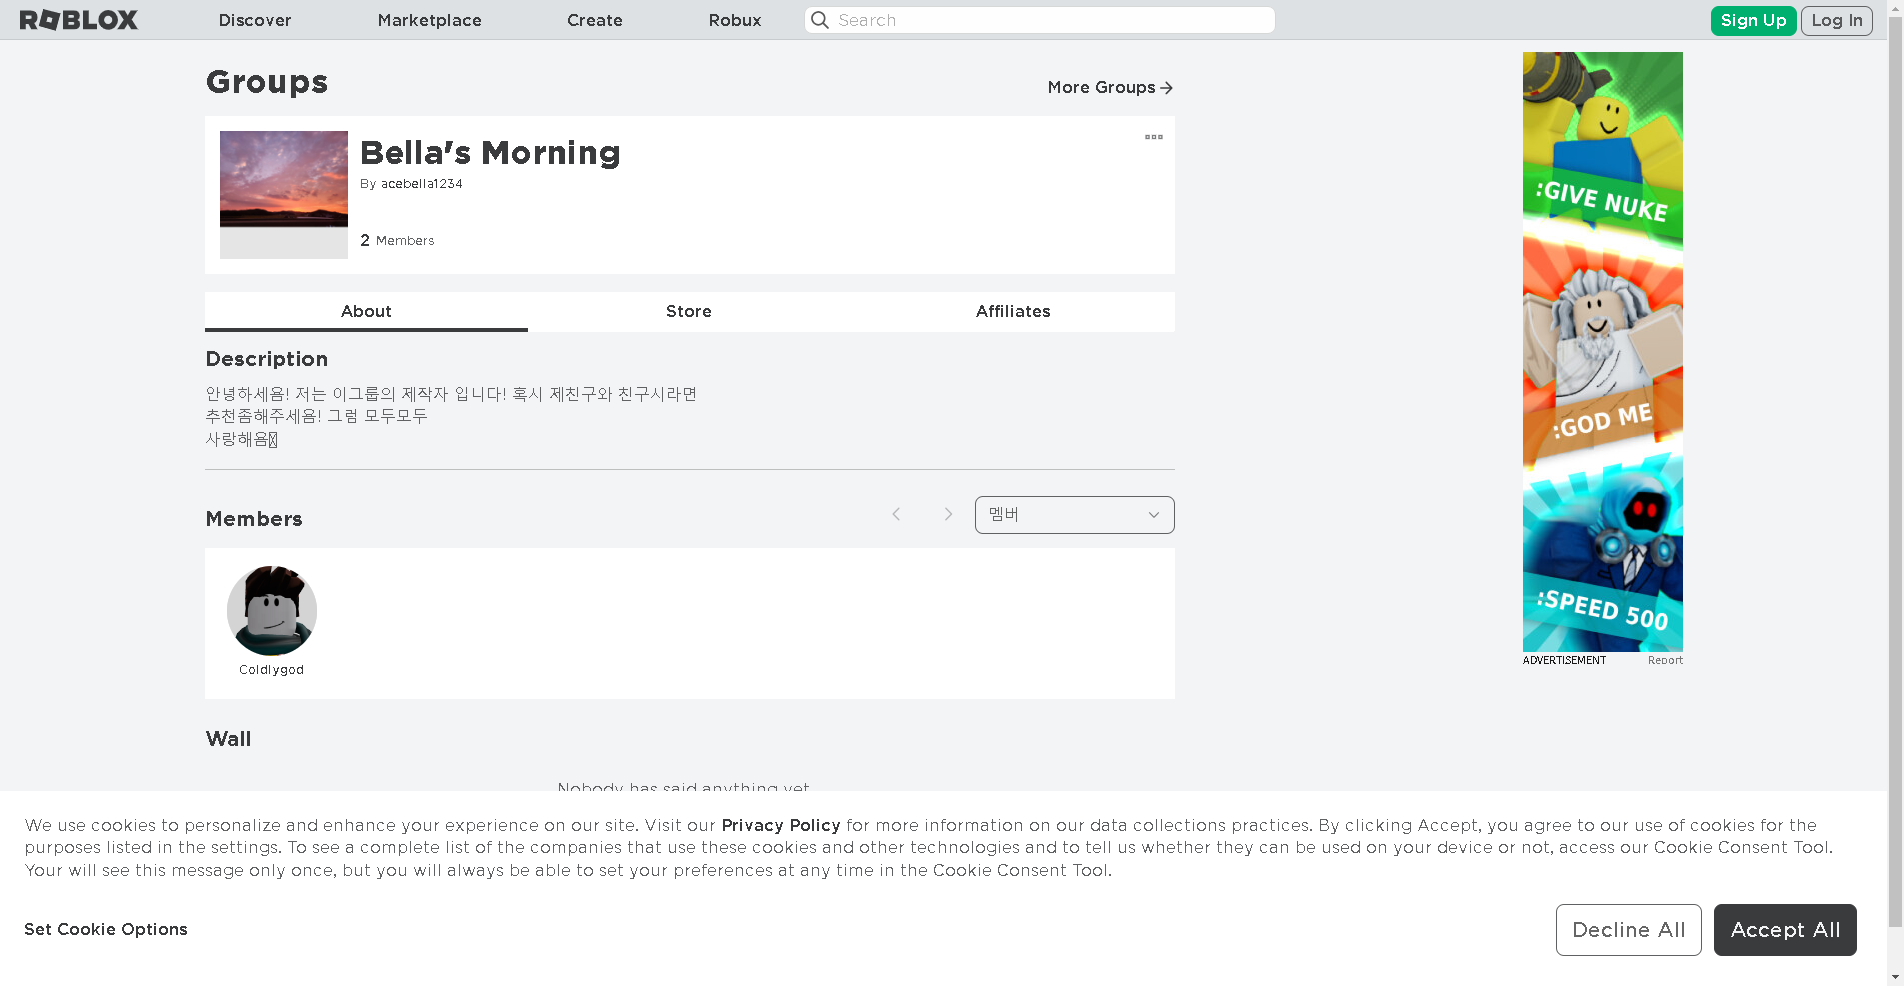 ROBLOX
Discover
Marketplace
Create
Robux
Search
Sign Up
Log In
Groups
More Groups
Bella's Morning
By acebella1234
2 Members
About
Store
Affiliates
Description
안녕하세욤! 저는 이그룹의 제작자 입니다! 혹시 제친구와 친구시라면
추천좀해주세욤! 그럼 모두모두
사랑해욤
Members
멤버
Coldlygod
Wall
Nobody has said anything yet
:GIVE NUKE
:GOD ME
:SPEED 500
ADVERTISEMENT
Report
We use cookies to personalize and enhance your experience on our site. Visit our Privacy Policy for more information on our data collections practices. By clicking Accept, you agree to our use of cookies for the
purposes listed in the settings. To see a complete list of the companies that use these cookies and other technologies and to tell us whether they can be used on your device or not, access our Cookie Consent Tool.
Your will see this message only once, but you will always be able to set your preferences at any time in the Cookie Consent Tool.
Set Cookie Options
Decline All
Accept All